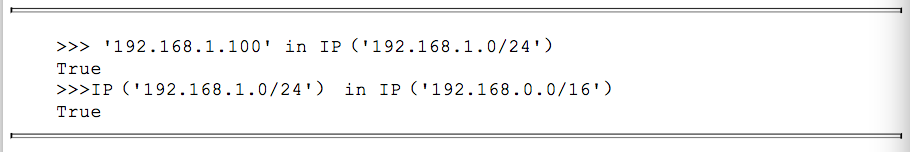 >>> '192.168.1.100' in IP ('192.168.1.0/24')
True
>>>IP ('192.168.1.0/24')  in IP ('192.168.0.0/16')
True